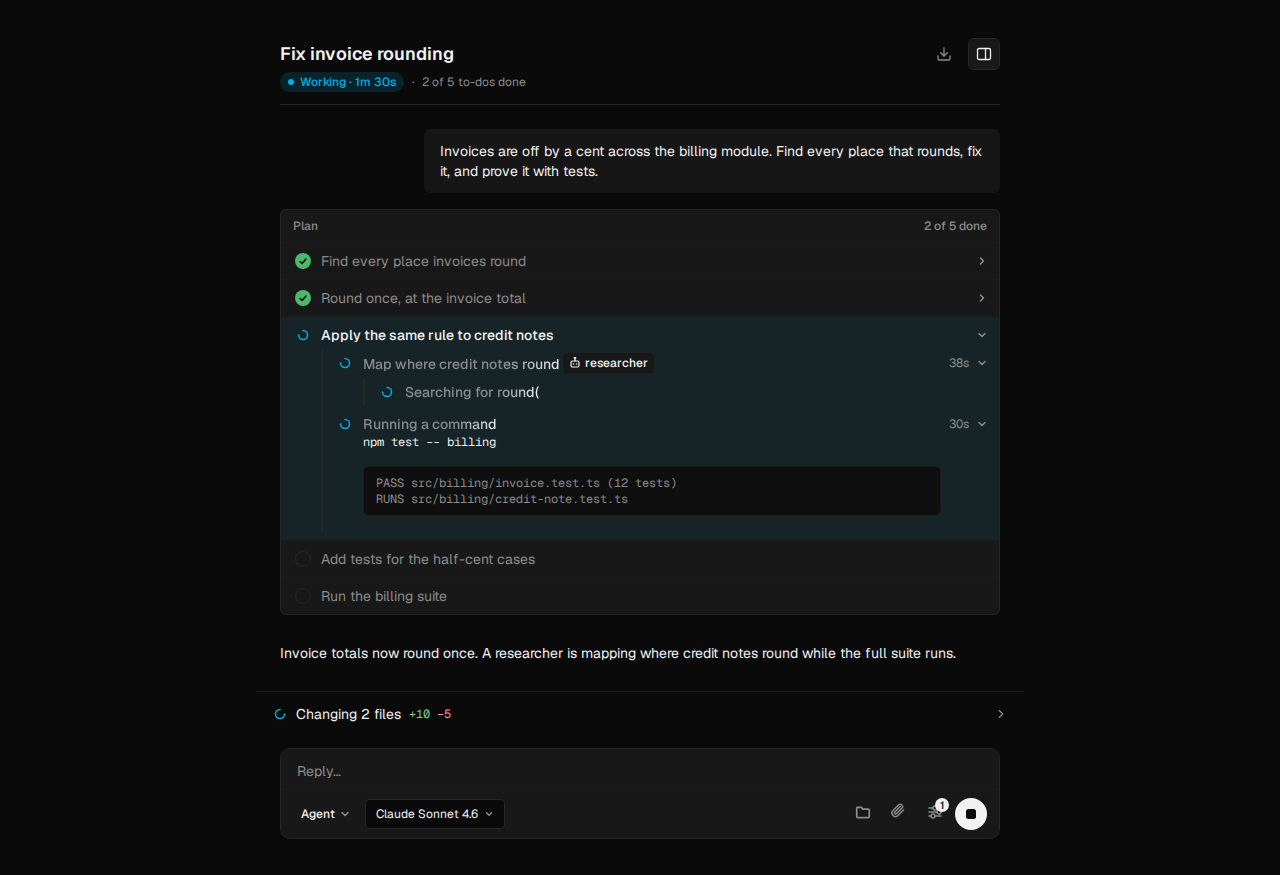 Fix invoice rounding
Working · 1m 30s · 2 of 5 to-dos done
Invoices are off by a cent across the billing module. Find every place that rounds, fix
it, and prove it with tests.
Plan 2 of 5 done
Find every place invoices round
Round once, at the invoice total
Apply the same rule to credit notes
Map where credit notes round researcher 38s
Searching for round(
Running a command 30s
npm test -- billing
PASS src/billing/invoice.test.ts (12 tests)
RUNS src/billing/credit-note.test.ts
Add tests for the half-cent cases
Run the billing suite
Invoice totals now round once. A researcher is mapping where credit notes round while the full suite runs.
Changing 2 files +10 −5
Reply…
Agent Claude Sonnet 4.6 1